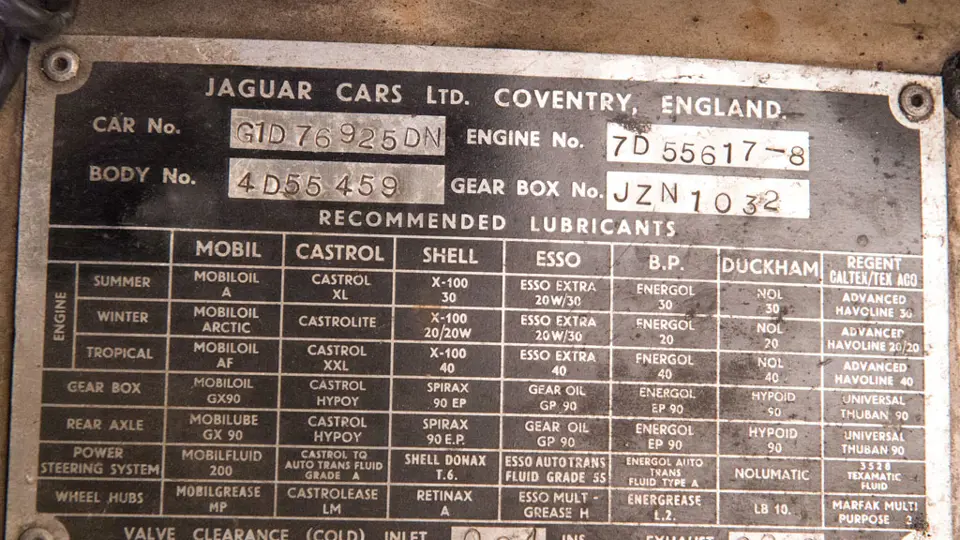 JAGUAR CARS LTD. COVENTRY, ENGLAND.
CAR No. G1D 76925DN ENGINE No. 7D 55617-8
BODY No. 4D55459 GEAR BOX No. JZN 1032
RECOMMENDED LUBRICANTS
MOBIL CASTROL SHELL ESSO B.P. DUCKHAM REGENT CALTEX/TEX ACO
ENGINE
SUMMER MOBILOIL A CASTROL XL X-100 30 ESSO EXTRA 20W/30 ENERGOL 30 NOL 30 ADVANCED HAVOLINE 30
WINTER MOBILOIL ARCTIC CASTROLITE X-100 20/20W ESSO EXTRA 20W/30 ENERGOL 20 NOL 20 ADVANCED HAVOLINE 20/20
TROPICAL MOBILOIL AF CASTROL XXL X-100 40 ESSO EXTRA 40 ENERGOL 40 NOL 40 ADVANCED HAVOLINE 40
GEAR BOX MOBILOIL GX90 CASTROL HYPOY SPIRAX 90 EP GEAR OIL GP 90 ENERGOL EP 90 HYPOID 90 UNIVERSAL THUBAN 90
REAR AXLE MOBILUBE GX 90 CASTROL HYPOY SPIRAX 90 E.P. GEAR OIL GP 90 ENERGOL EP 90 HYPOID 90 UNIVERSAL THUBAN 90
POWER STEERING SYSTEM MOBILFLUID 200 CASTROL TQ AUTO TRANS FLUID GRADE A SHELL DONAX T.6. ESSO AUTO TRANS FLUID GRADE 55 ENERGOL AUTO TRANS FLUID TYPE A NOLUMATIC 3528 TEXAMATIC FLUID
WHEEL HUBS MOBILGREASE MP CASTROLEASE LM RETINAX A ESSO MULT - GREASE H ENERGREASE L.2. LB 10. MARFAK MULTI PURPOSE 2
VALVE CLEARANCE (COLD) INLET INS. EXHAUST